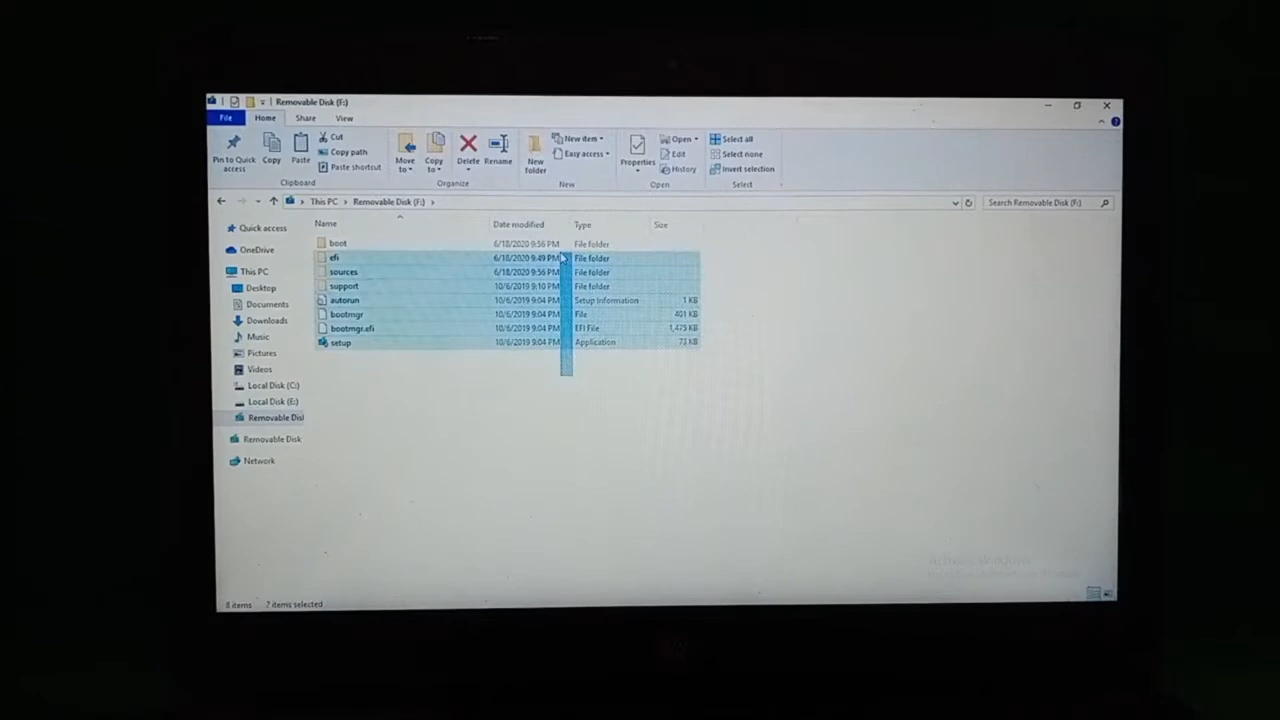 Removable Disk (F:)
File Home Share View
Pin to Quick access
Copy
Paste
Cut
Copy path
Paste shortcut
Clipboard
Move to
Copy to
Delete
Rename
Organize
New folder
New item
Easy access
New
Properties
Open
Edit
History
Open
Select all
Select none
Invert selection
Select
This PC Removable Disk (F:)
Search Removable Disk (F:)
Name Date modified Type Size
boot 6/18/2020 9:56 PM File folder
efi 6/18/2020 9:49 PM File folder
sources 6/18/2020 9:56 PM File folder
support 10/6/2019 9:10 PM File folder
autorun 10/6/2019 9:04 PM Setup Information 1 KB
bootmgr 10/6/2019 9:04 PM File 401 KB
bootmgr.efi 10/6/2019 9:04 PM EFI File 1,475 KB
setup 10/6/2019 9:04 PM Application 73 KB
Quick access
OneDrive
This PC
Desktop
Documents
Downloads
Music
Pictures
Videos
Local Disk (C:)
Local Disk (E:)
Removable Disk
Removable Disk
Network
Activate Windows
8 items 7 items selected